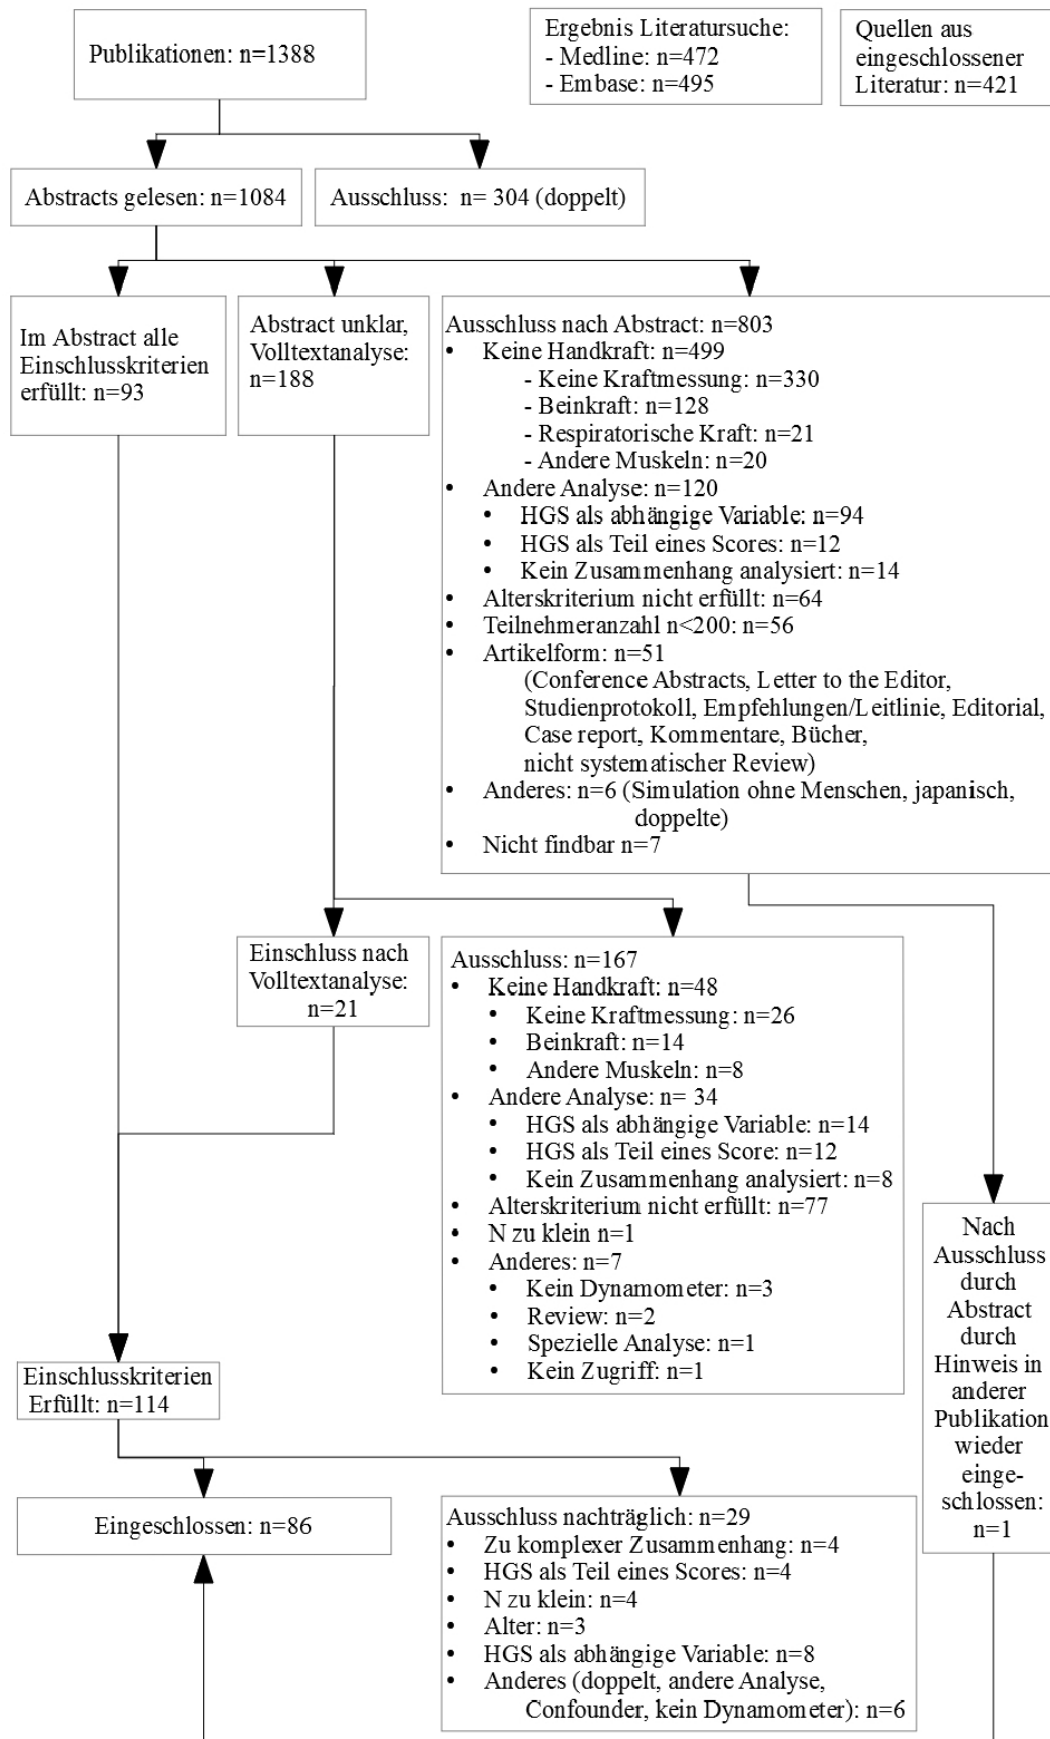 Publikationen: n=1388
Ergebnis Literatursuche:
- Medline: n=472
- Embase: n=495
Quellen aus
eingeschlossener
Literatur: n=421
Abstracts gelesen: n=1084
Ausschluss: n= 304 (doppelt)
Im Abstract alle
Einschlusskriterien
erfüllt: n=93
Abstract unklar,
Volltextanalyse:
n=188
Ausschluss nach Abstract: n=803
• Keine Handkraft: n=499
- Keine Kraftmessung: n=330
- Beinkraft: n=128
- Respiratorische Kraft: n=21
- Andere Muskeln: n=20
• Andere Analyse: n=120
• HGS als abhängige Variable: n=94
• HGS als Teil eines Scores: n=12
• Kein Zusammenhang analysiert: n=14
• Alterskriterium nicht erfüllt: n=64
• Teilnehmeranzahl n<200: n=56
• Artikelform: n=51
(Conference Abstracts, Letter to the Editor,
Studienprotokoll, Empfehlungen/Leitlinie, Editorial,
Case report, Kommentare, Bücher,
nicht systematischer Review)
• Anderes: n=6 (Simulation ohne Menschen, japanisch,
doppelte)
• Nicht findbar n=7
Einschluss nach
Volltextanalyse:
n=21
Ausschluss: n=167
• Keine Handkraft: n=48
• Keine Kraftmessung: n=26
• Beinkraft: n=14
• Andere Muskeln: n=8
• Andere Analyse: n= 34
• HGS als abhängige Variable: n=14
• HGS als Teil eines Score: n=12
• Kein Zusammenhang analysiert: n=8
• Alterskriterium nicht erfüllt: n=77
• N zu klein n=1
• Anderes: n=7
• Kein Dynamometer: n=3
• Review: n=2
• Spezielle Analyse: n=1
• Kein Zugriff: n=1
Nach
Ausschluss
durch
Abstract
durch
Hinweis in
anderer
Publikation
wieder
einge-
schlossen:
n=1
Einschlusskriterien
Erfüllt: n=114
Eingeschlossen: n=86
Ausschluss nachträglich: n=29
• Zu komplexer Zusammenhang: n=4
• HGS als Teil eines Scores: n=4
• N zu klein: n=4
• Alter: n=3
• HGS als abhängige Variable: n=8
• Anderes (doppelt, andere Analyse,
Confounder, kein Dynamometer): n=6